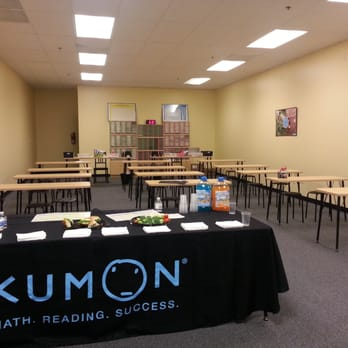 KUMON®
MATH. READING. SUCCESS.